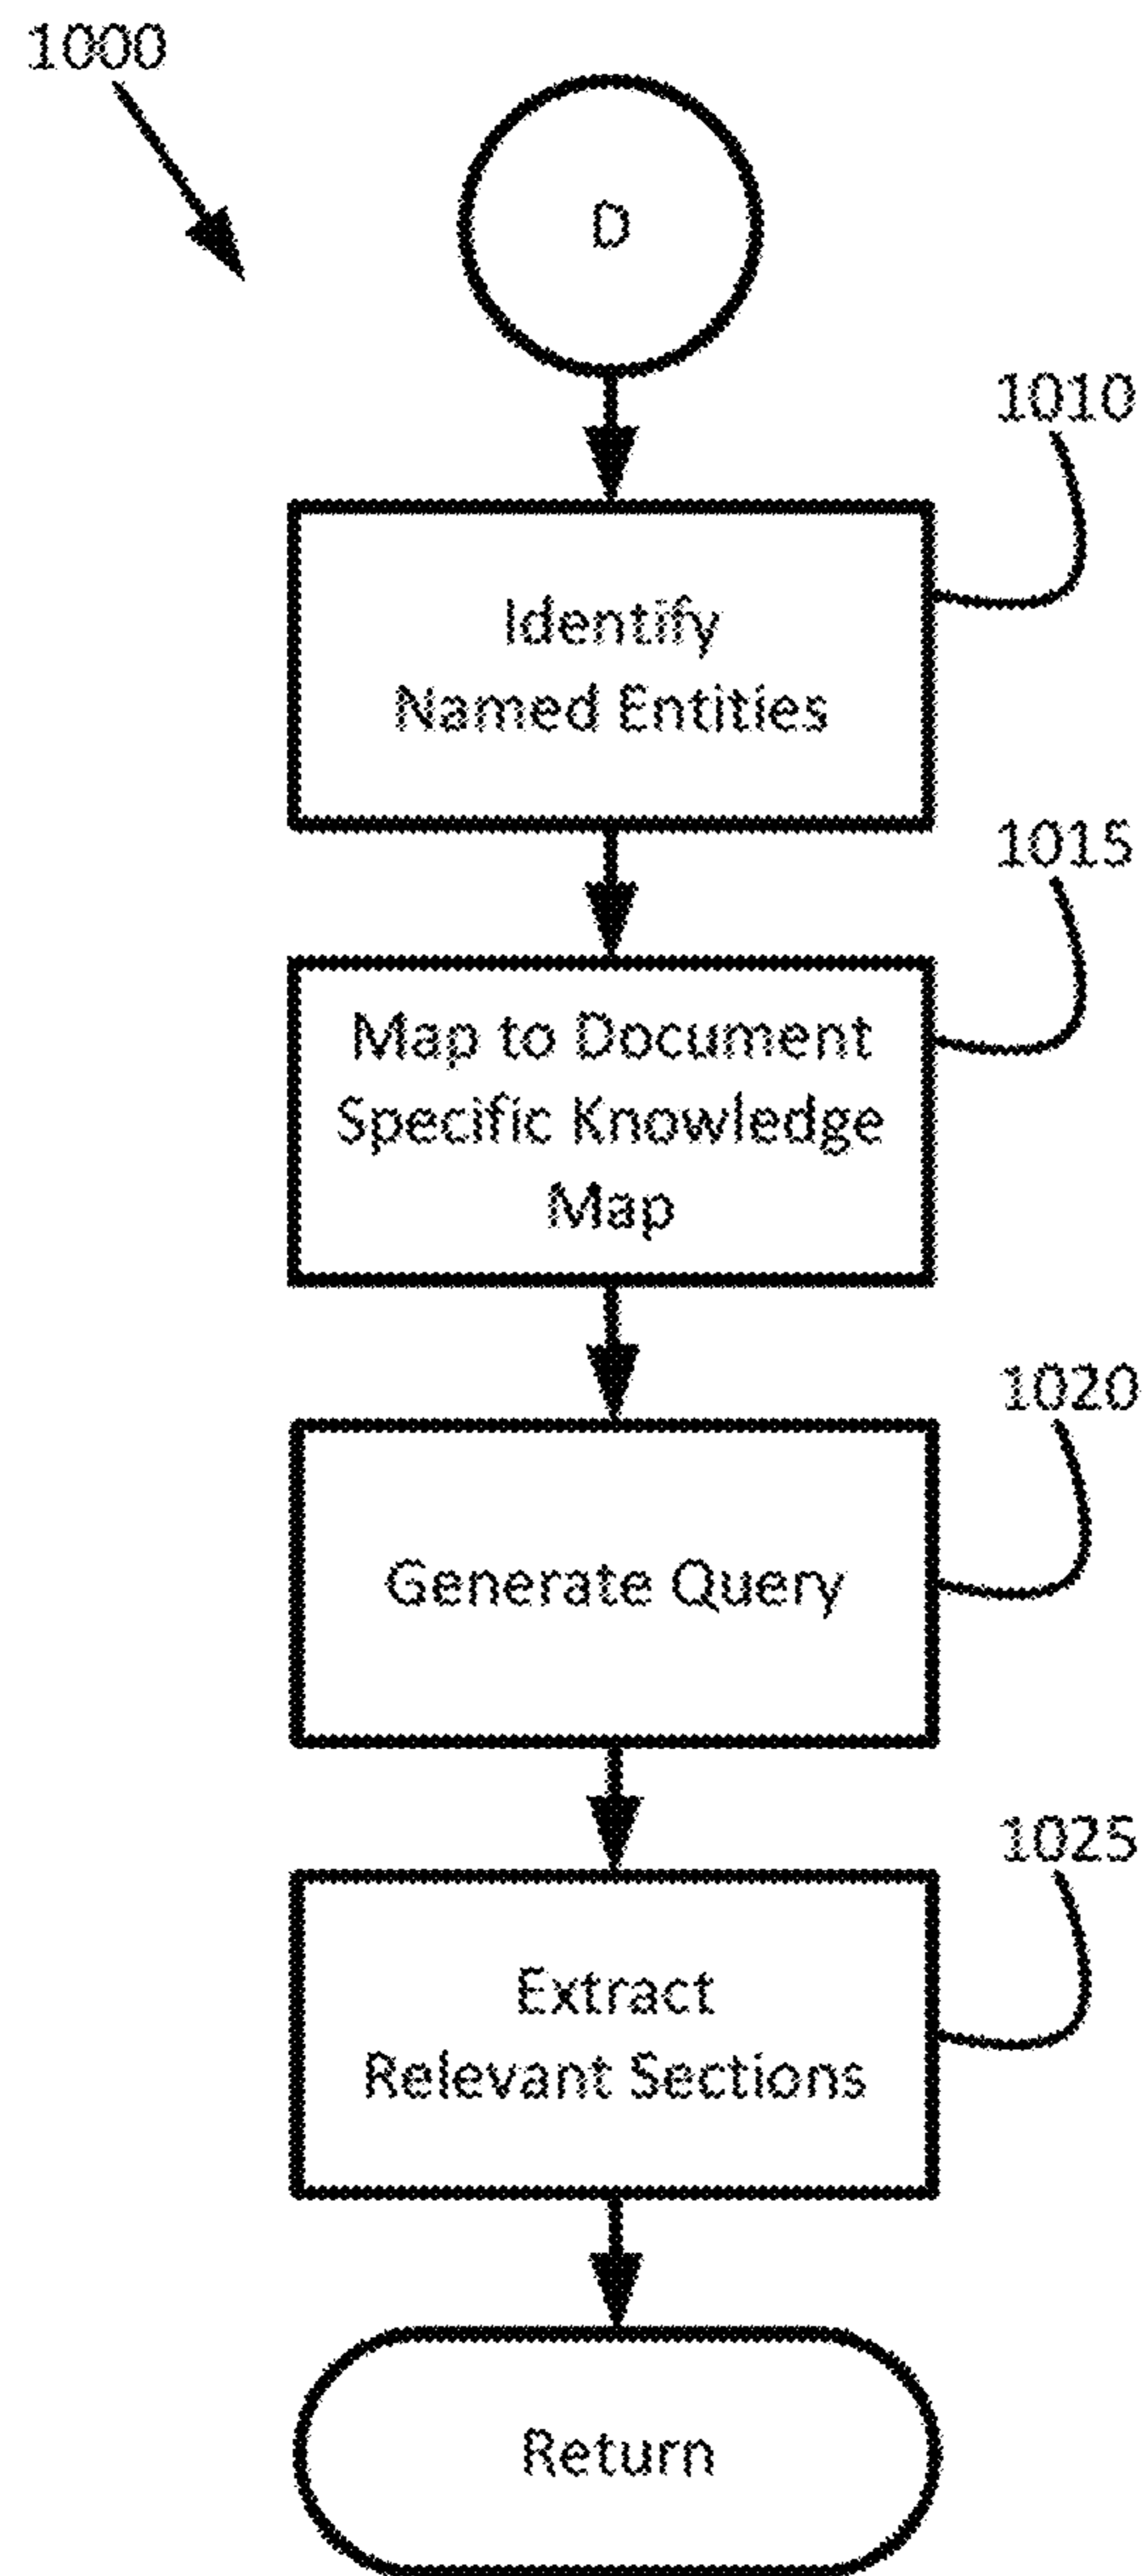 1000
D
1010
Identify
Named Entities
1015
Map to Document
Specific Knowledge
Map
1020
Generate Query
1025
Extract
Relevant Sections
Return